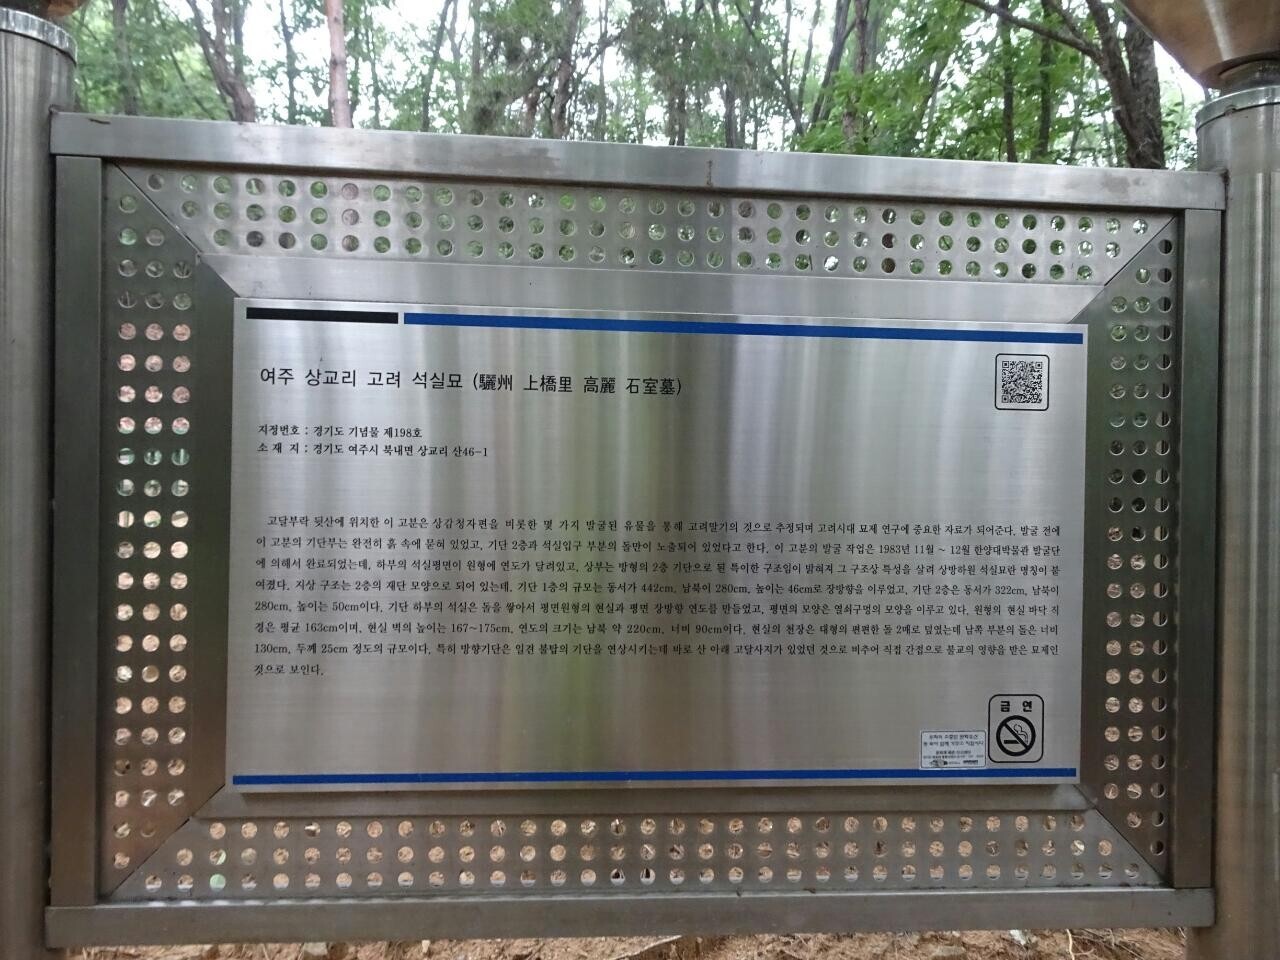 여주 상교리 고려 석실묘 (驪州 上橋里 高麗 石室墓)
지정번호 : 경기도 기념물 제198호
소 재 지 : 경기도 여주시 북내면 상교리 산46-1
고달부락 뒷산에 위치한 이 고분은 상감청자편을 비롯한 몇 가지 발굴된 유물을 통해 고려말기의 것으로 추정되며 고려시대 묘제 연구에 중요한 자료가 되어준다. 발굴 전에
이 고분의 기단부는 완전히 흙 속에 묻혀 있었고, 기단 2층과 석실입구 부분의 돌만이 노출되어 있었다고 한다. 이 고분의 발굴 작업은 1983년 11월 ~ 12월 한양대박물관 발굴단
에 의해서 완료되었는데, 하부의 석실평면이 원형에 연도가 달려있고, 상부는 방형의 2층 기단으로 된 특이한 구조임이 밝혀져 그 구조상 특성을 살려 상방하원 석실묘란 명칭이 붙
여졌다. 지상 구조는 2층의 재단 모양으로 되어 있는데, 기단 1층의 규모는 동서가 442cm, 남북이 280cm, 높이는 46cm로 장방향을 이루었고, 기단 2층은 동서가 322cm, 남북이
280cm, 높이는 50cm이다. 기단 하부의 석실은 돌을 쌓아서 평면원형의 현실과 평면 장방향 연도를 만들었고, 평면의 모양은 열쇠구멍의 모양을 이루고 있다. 원형의 현실 바닥 직
경은 평균 163cm이며, 현실 벽의 높이는 167~175cm, 연도의 크기는 남북 약 220cm, 너비 90cm이다. 현실의 천장은 대형의 편편한 돌 2매로 덮였는데 남쪽 부분의 돌은 너비
130cm, 두께 25cm 정도의 규모이다. 특히 방향기단은 일견 불탑의 기단을 연상시키는데 바로 산 아래 고달사지가 있었던 것으로 비추어 직접 간접으로 불교의 영향을 받은 묘제인
것으로 보인다.
금 연